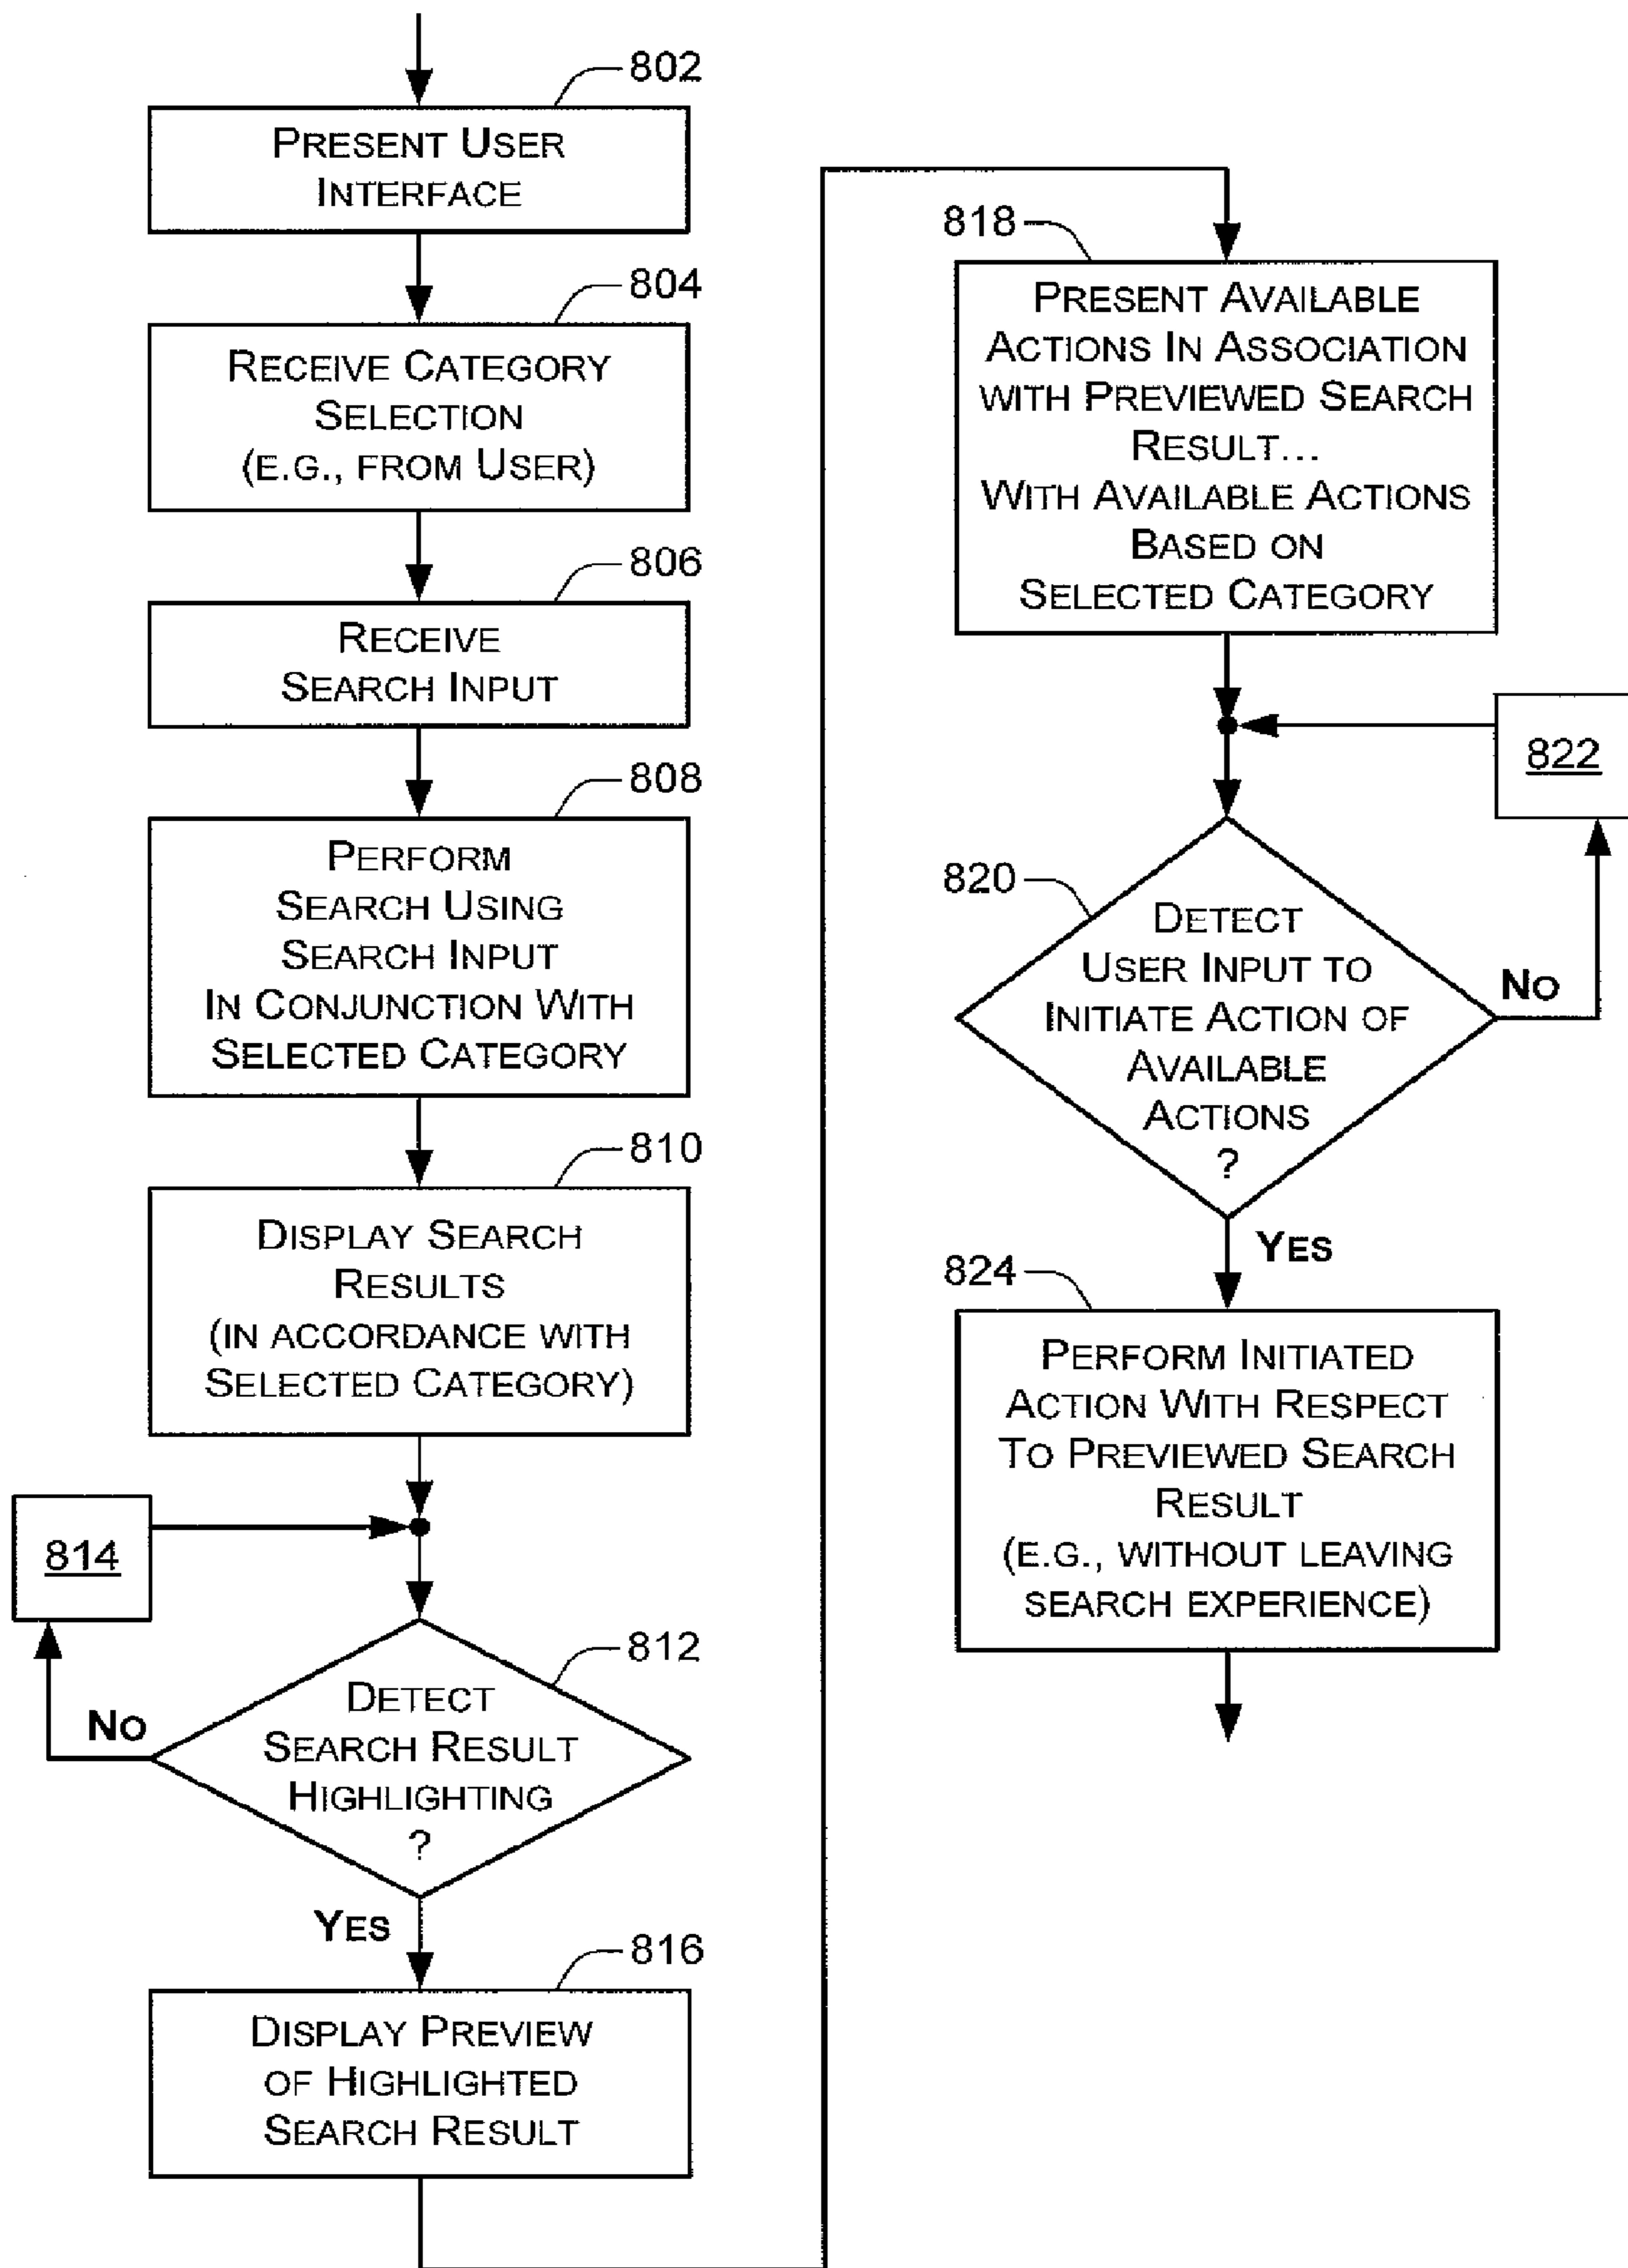 802
PRESENT USER
INTERFACE
804
RECEIVE CATEGORY
SELECTION
(E.G., FROM USER)
806
RECEIVE
SEARCH INPUT
808
PERFORM
SEARCH USING
SEARCH INPUT
IN CONJUNCTION WITH
SELECTED CATEGORY
810
DISPLAY SEARCH
RESULTS
(IN ACCORDANCE WITH
SELECTED CATEGORY)
814
812
DETECT
SEARCH RESULT
HIGHLIGHTING
?
NO
YES
816
DISPLAY PREVIEW
OF HIGHLIGHTED
SEARCH RESULT
818
PRESENT AVAILABLE
ACTIONS IN ASSOCIATION
WITH PREVIEWED SEARCH
RESULT...
WITH AVAILABLE ACTIONS
BASED ON
SELECTED CATEGORY
822
820
DETECT
USER INPUT TO
INITIATE ACTION OF
AVAILABLE
ACTIONS
?
NO
YES
824
PERFORM INITIATED
ACTION WITH RESPECT
TO PREVIEWED SEARCH
RESULT
(E.G., WITHOUT LEAVING
SEARCH EXPERIENCE)